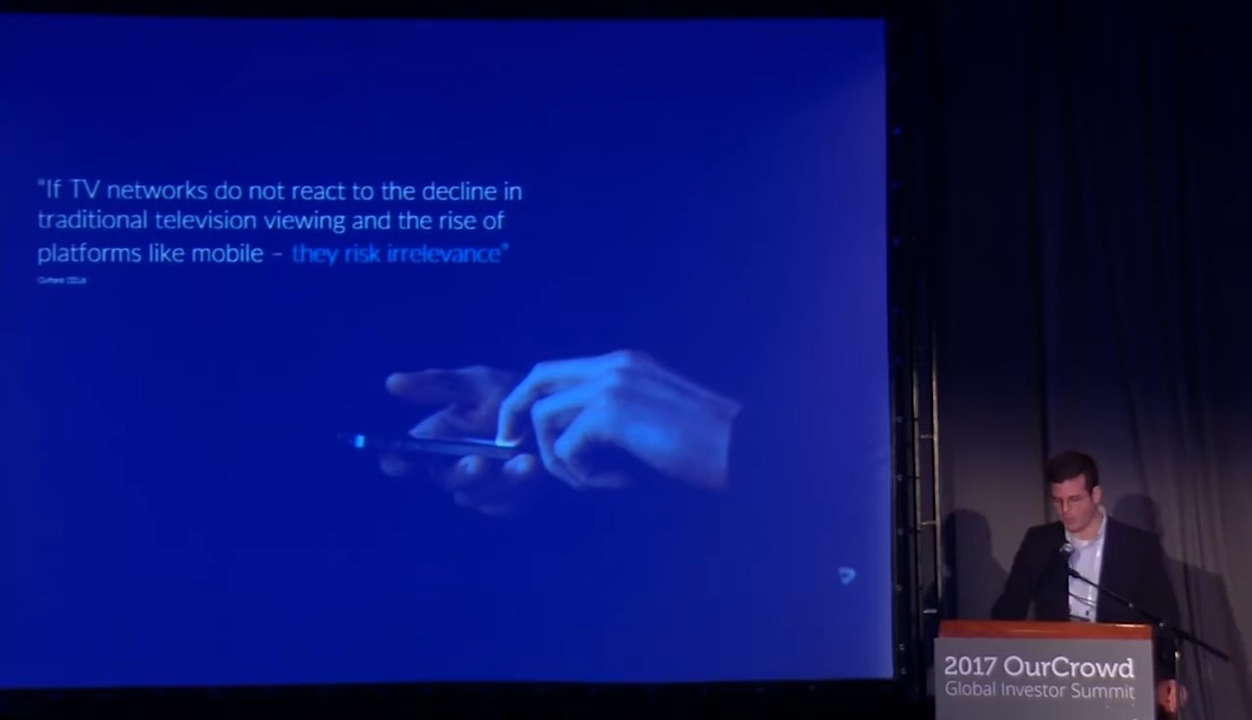 "If TV networks do not react to the decline in
traditional television viewing and the rise of
platforms like mobile – they risk irrelevance"
2017 OurCrowd
Global Investor Summit